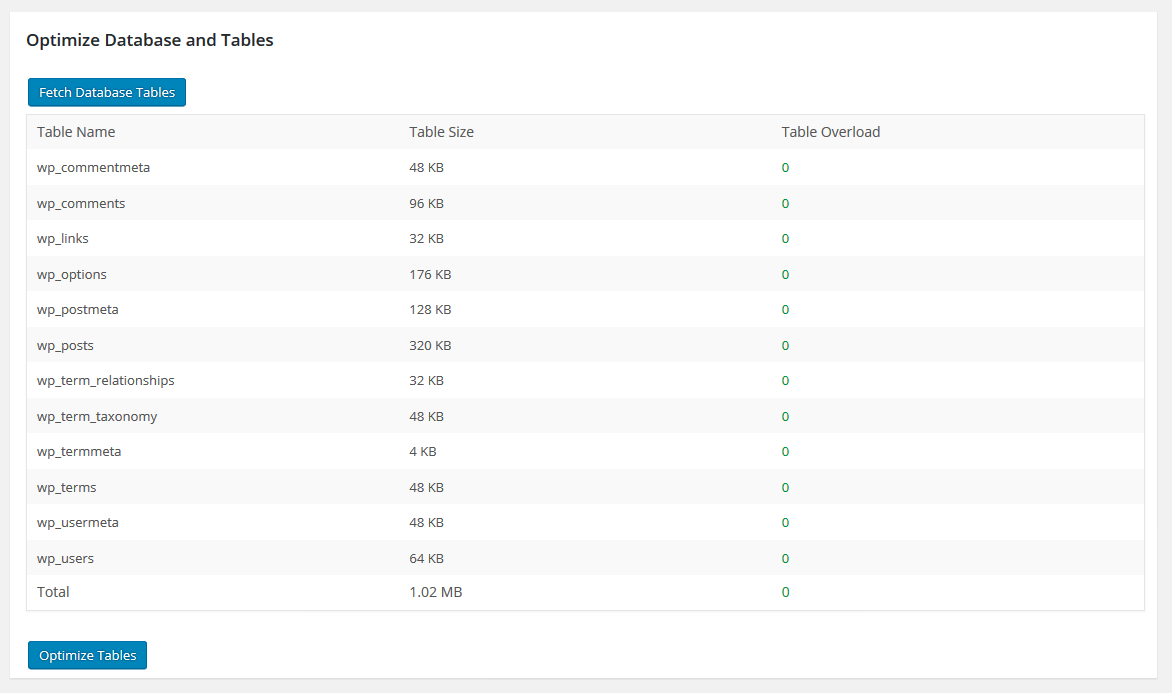 Optimize Database and Tables
Fetch Database Tables
Table Name Table Size Table Overload
wp_commentmeta 48 KB 0
wp_comments 96 KB 0
wp_links 32 KB 0
wp_options 176 KB 0
wp_postmeta 128 KB 0
wp_posts 320 KB 0
wp_term_relationships 32 KB 0
wp_term_taxonomy 48 KB 0
wp_termmeta 4 KB 0
wp_terms 48 KB 0
wp_usermeta 48 KB 0
wp_users 64 KB 0
Total 1.02 MB 0
Optimize Tables